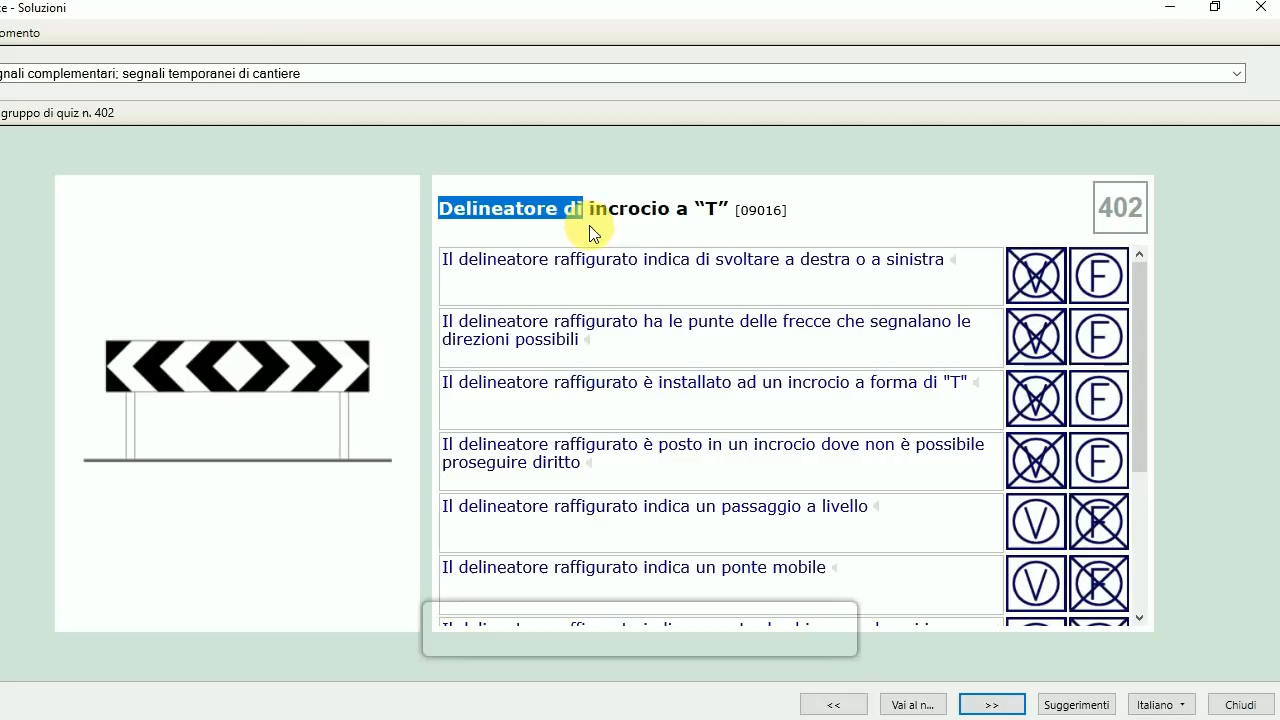 te - Soluzioni
omento
gnali complementari; segnali temporanei di cantiere
gruppo di quiz n. 402
Delineatore di incrocio a “T” [09016]
402
Il delineatore raffigurato indica di svoltare a destra o a sinistra
V F
Il delineatore raffigurato ha le punte delle frecce che segnalano le
direzioni possibili
V F
Il delineatore raffigurato è installato ad un incrocio a forma di "T"
V F
Il delineatore raffigurato è posto in un incrocio dove non è possibile
proseguire diritto
V F
Il delineatore raffigurato indica un passaggio a livello
V F
Il delineatore raffigurato indica un ponte mobile
V F
<< Vai al n... >> Suggerimenti Italiano Chiudi